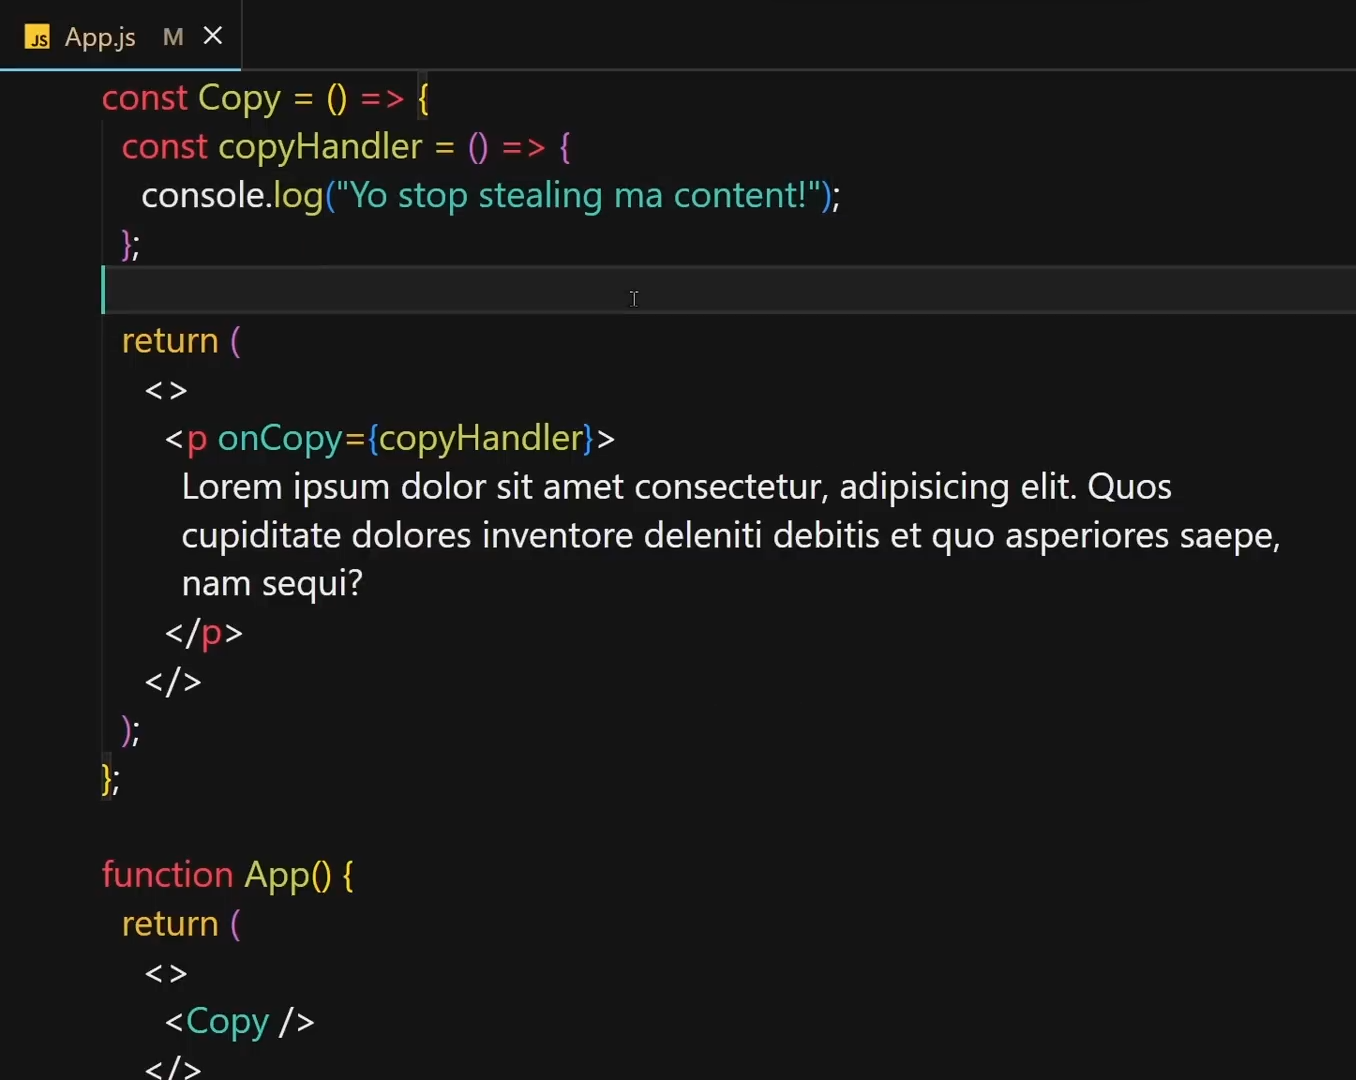 JS App.js M
const Copy = () => {
const copyHandler = () => {
console.log("Yo stop stealing ma content!");
};
return (
<>
<p onCopy={copyHandler}>
Lorem ipsum dolor sit amet consectetur, adipisicing elit. Quos
cupiditate dolores inventore deleniti debitis et quo asperiores saepe,
nam sequi?
</p>
</>
);
};
function App() {
return (
<>
<Copy />
</>